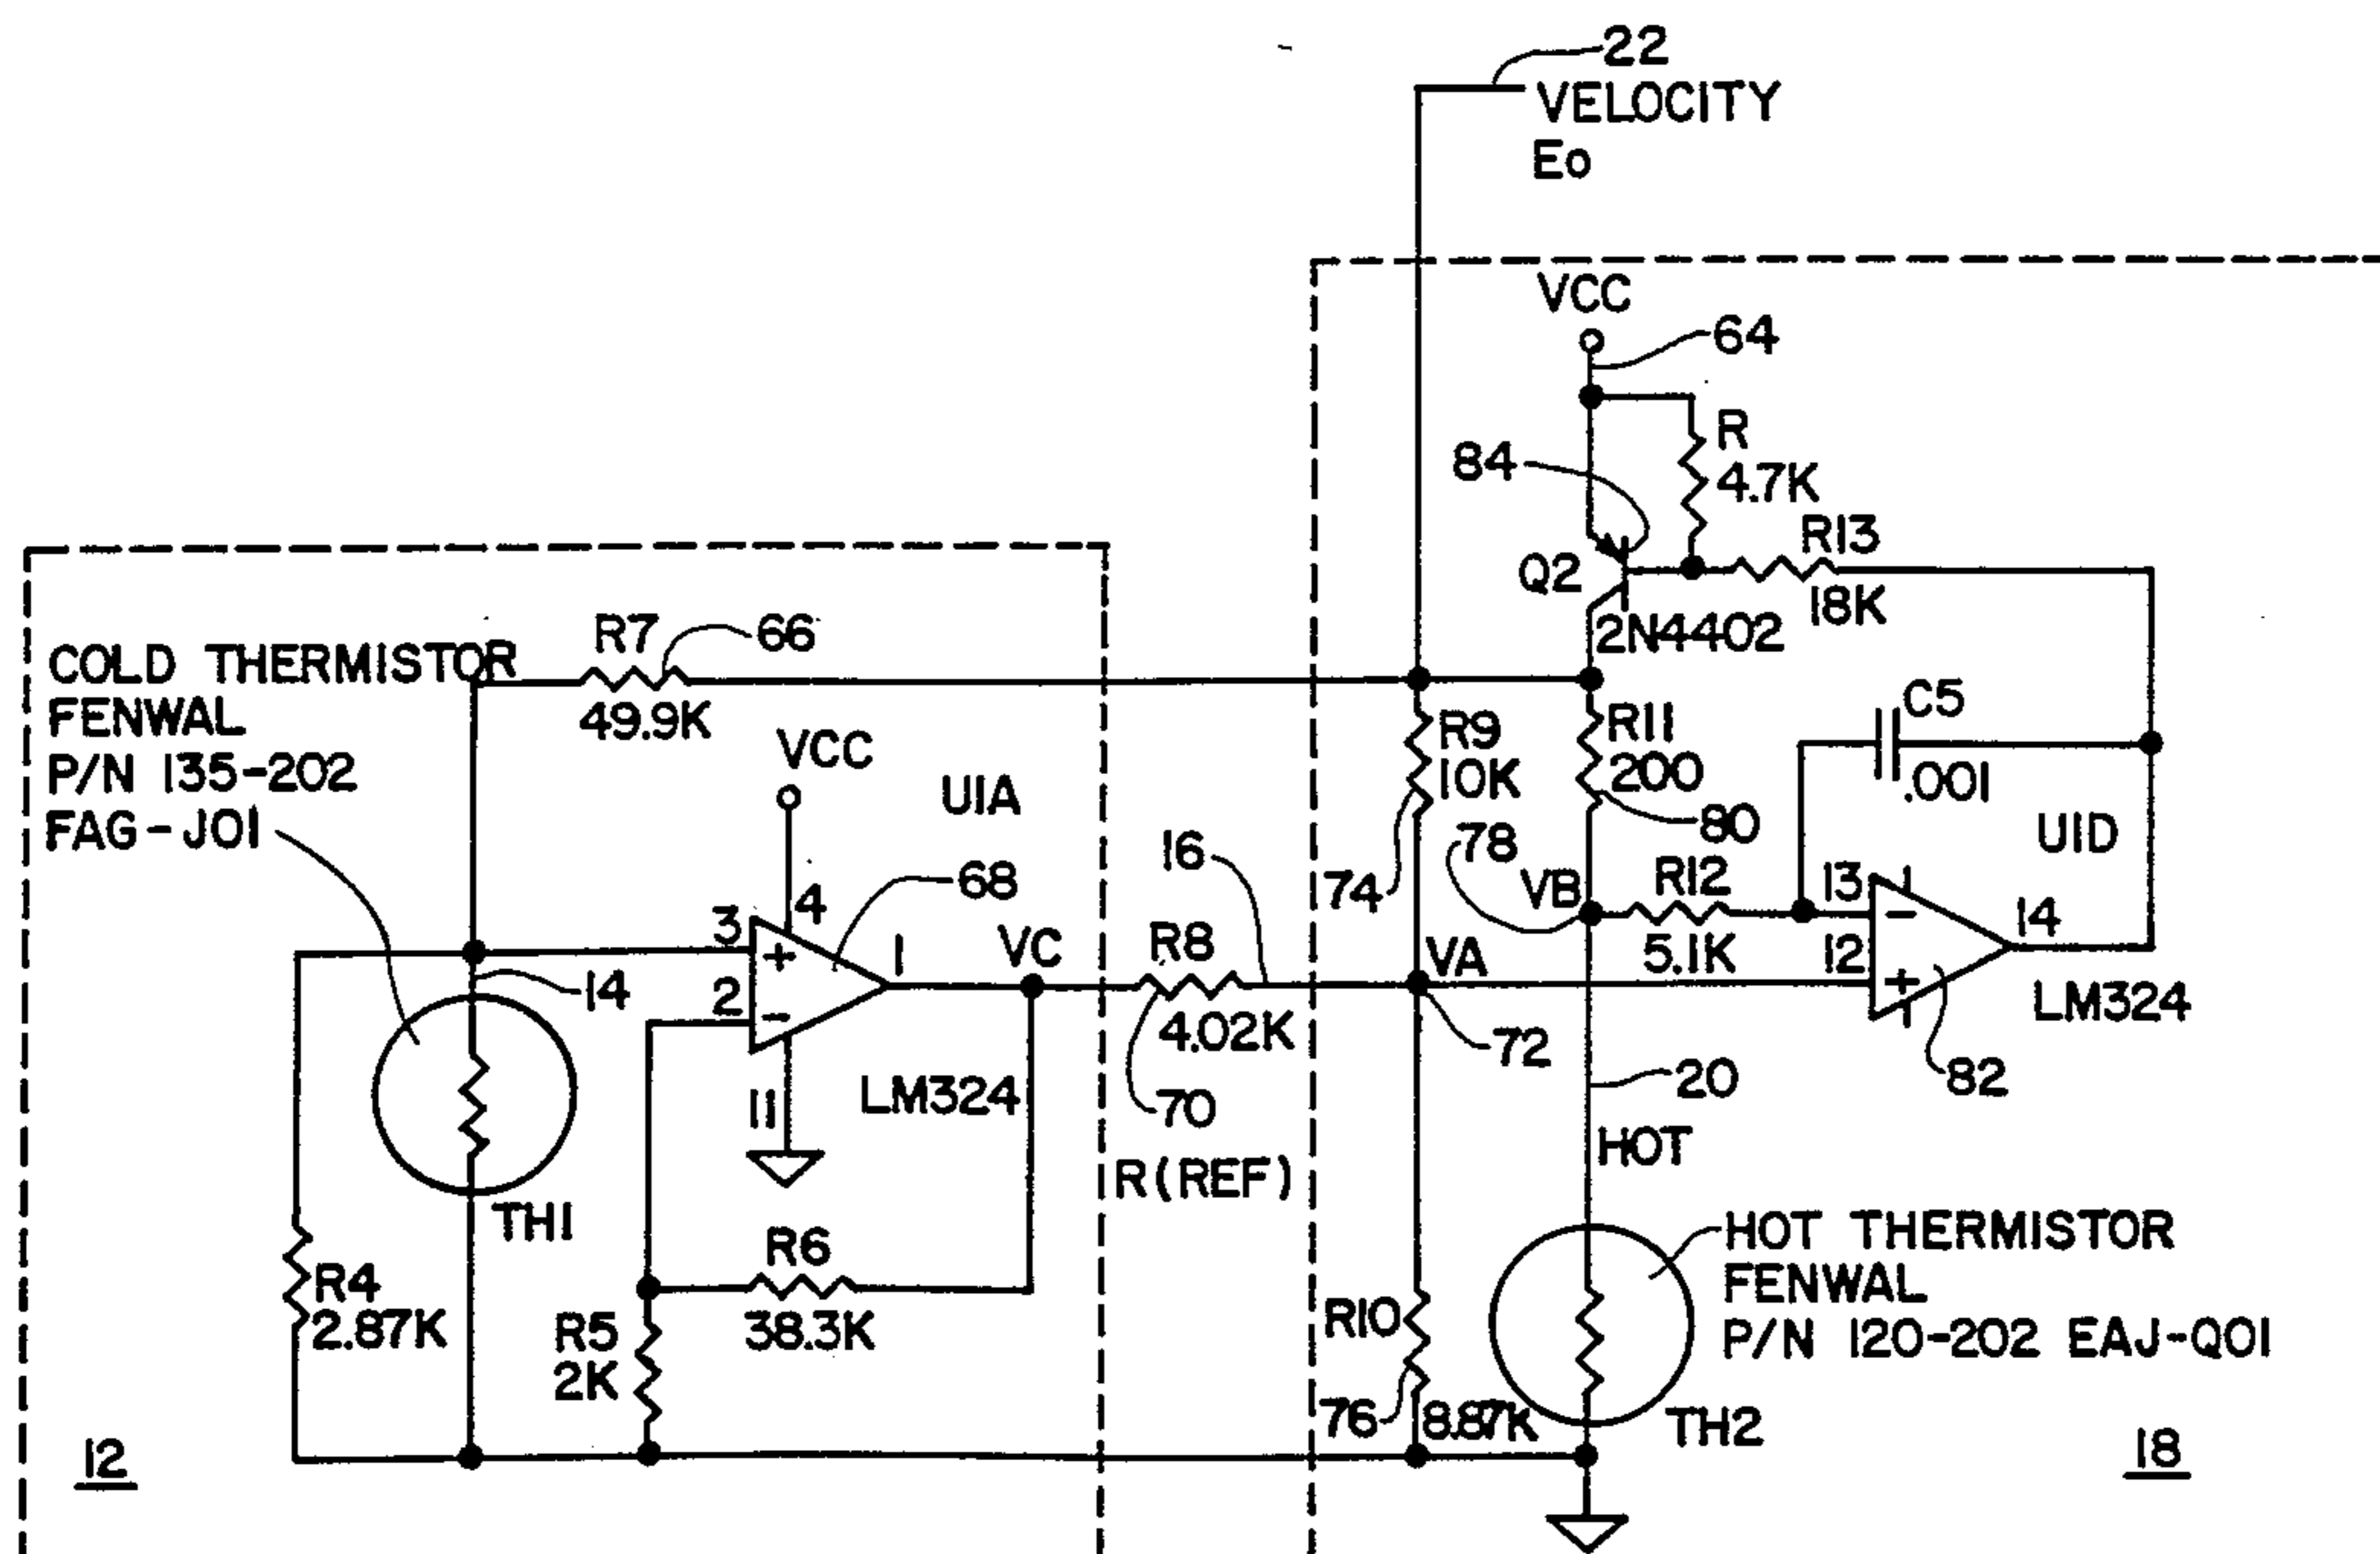 22
VELOCITY
Eo
VCC
64
R
4.7K
84
R13
18K
Q2
2N4402
R7
66
49.9K
COLD THERMISTOR
FENWAL
P/N 135-202
FAG-J01
VCC
U1A
68
3
4
2
1
11
LM324
VC
14
TH1
R4
2.87K
R5
2K
R6
38.3K
12
R8
4.02K
16
70
R(REF)
R9
10K
74
R11
200
80
78
VB
R12
5.1K
C5
.001
U1D
13
12
14
LM324
82
VA
72
20
HOT
HOT THERMISTOR
FENWAL
P/N 120-202 EAJ-Q01
TH2
R10
76
8.87K
18